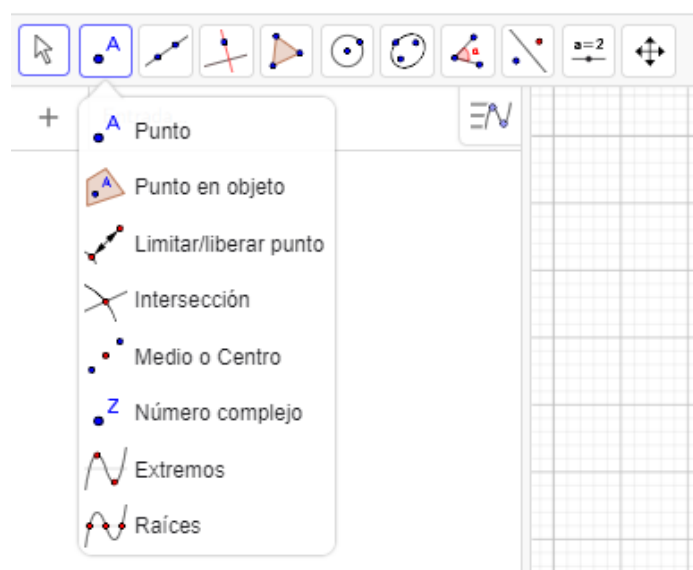 A
α
a=2
+
A Punto
A Punto en objeto
Limitar/liberar punto
Intersección
Medio o Centro
Z Número complejo
Extremos
Raíces